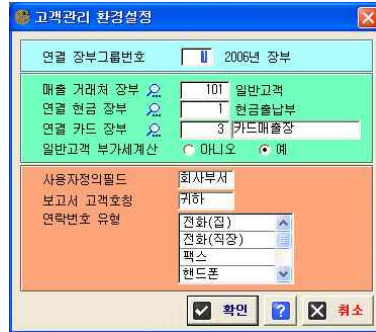 고객관리 환경설정
연결 장부그룹번호 1 2006년 장부
매출 거래처 장부 101 일반고객
연결 현금 장부 1 현금출납부
연결 카드 장부 3 카드매출장
일반고객 부가세계산 아니오 예
사용자정의필드 회사부서
보고서 고객호칭 귀하
연락번호 유형 전화(집)
전화(직장)
팩스
핸드폰
확인 ? 취소